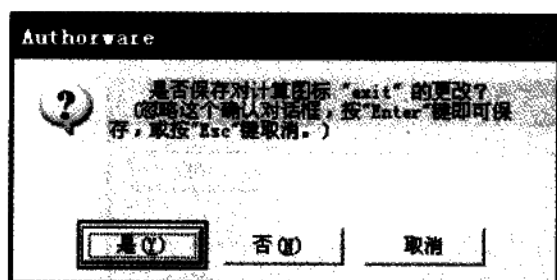 Authorware
是否保存对计算图标 "exit" 的更改?
(忽略这个确认对话框，按"Enter"键即可保
存，或按"Esc"键取消。)
是(Y)
否(N)
取消